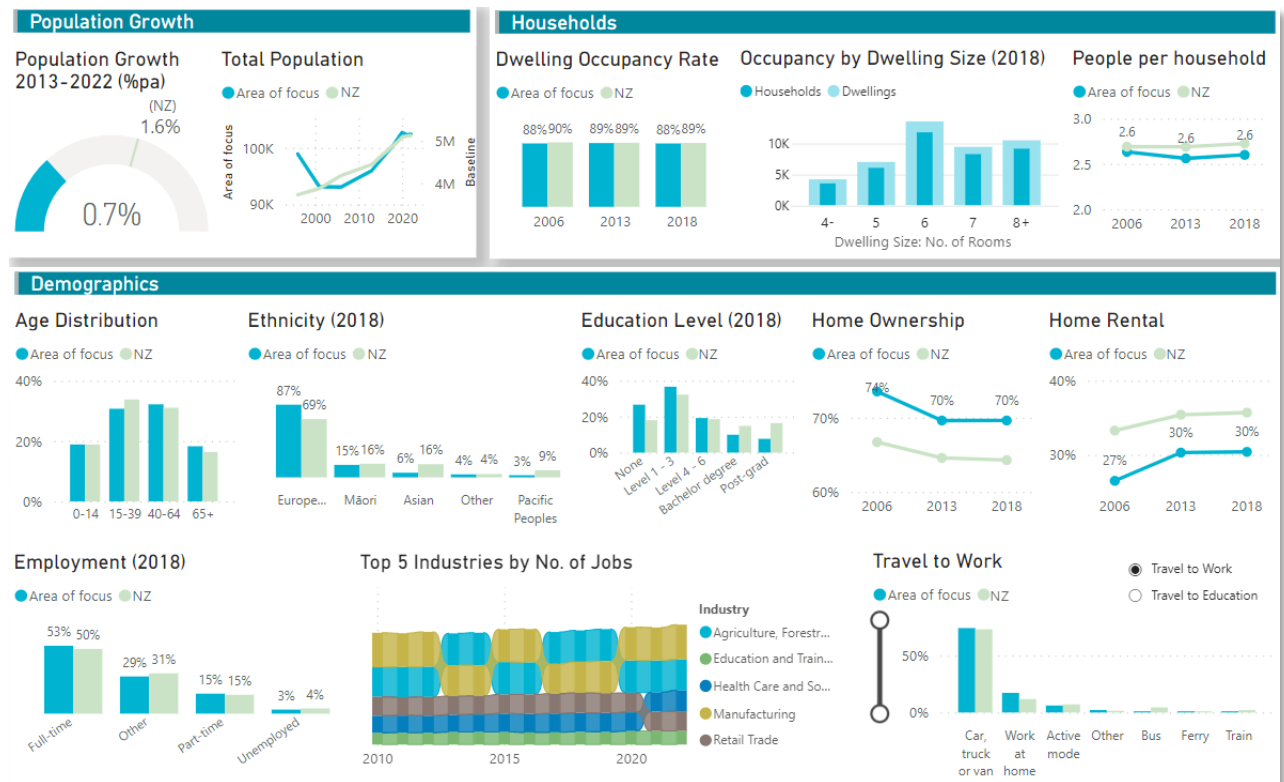 Population Growth
Population Growth
2013-2022 (%pa)
(NZ)
1.6%
0.7%
Total Population
Area of focus NZ
Area of focus
100K
90K
5M
4M
Baseline
2000 2010 2020
Households
Dwelling Occupancy Rate
Area of focus NZ
88% 90% 89% 89% 88% 89%
2006 2013 2018
Occupancy by Dwelling Size (2018)
Households Dwellings
10K
5K
0K
4- 5 6 7 8+
Dwelling Size: No. of Rooms
People per household
Area of focus NZ
3.0
2.6 2.6 2.6
2.5
2.0
2006 2013 2018
Demographics
Age Distribution
Area of focus NZ
40%
20%
0%
0-14 15-39 40-64 65+
Ethnicity (2018)
Area of focus NZ
87%
69%
15% 16% 6% 16% 4% 4% 3% 9%
Europe... Māori Asian Other Pacific
Peoples
Education Level (2018)
Area of focus NZ
40%
20%
0%
None
Level 1 - 3
Level 4 - 6
Bachelor degree
Post-grad
Home Ownership
Area of focus NZ
74% 70% 70%
70%
60%
2006 2013 2018
Home Rental
Area of focus NZ
40%
30%
27% 30% 30%
2006 2013 2018
Employment (2018)
Area of focus NZ
53% 50%
29% 31%
15% 15%
3% 4%
Full-time
Other
Part-time
Unemployed
Top 5 Industries by No. of Jobs
2010 2015 2020
Industry
Agriculture, Forestr...
Education and Train...
Health Care and So...
Manufacturing
Retail Trade
Travel to Work
Area of focus NZ
Travel to Work
Travel to Education
50%
0%
Car, Work Active Other Bus Ferry Train
truck at mode
or van home